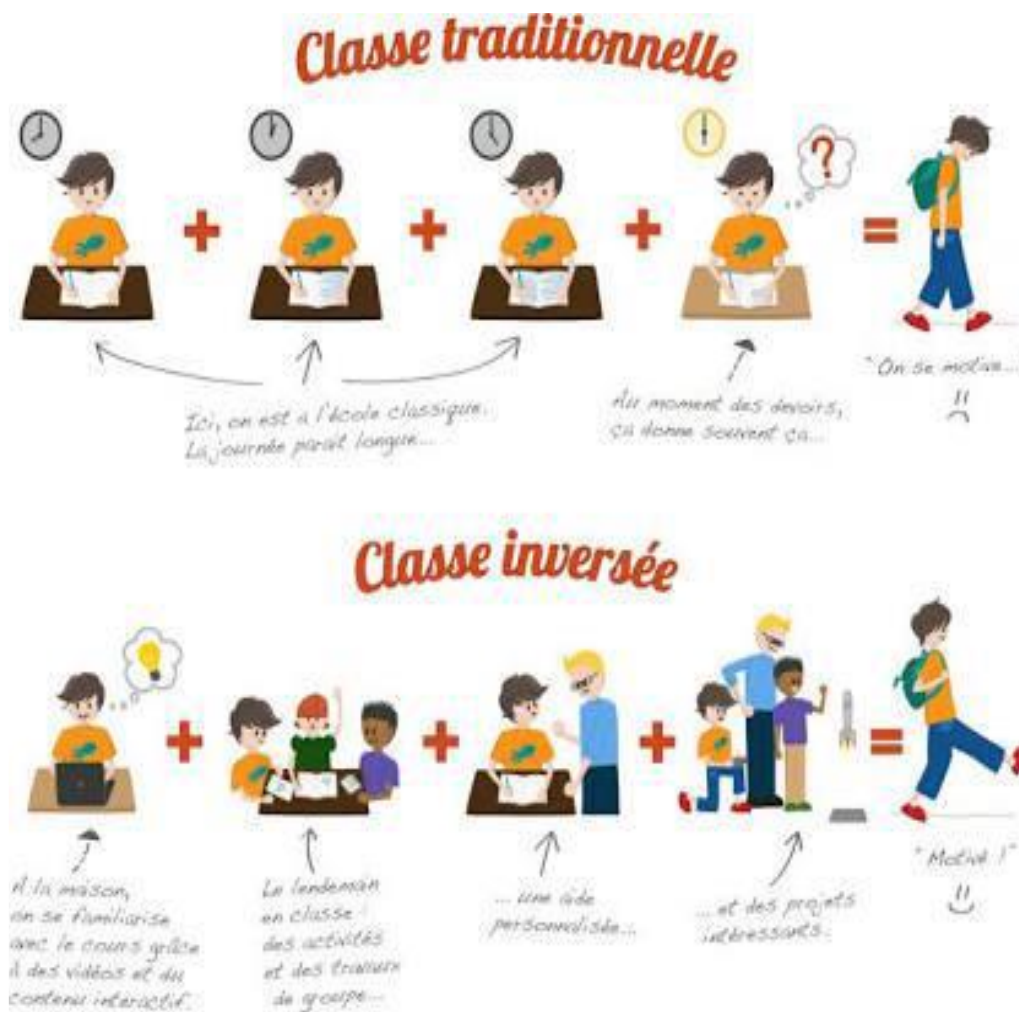 Classe traditionnelle
?
Ici, on est à l'école classique.
La journée paraît longue...
Au moment des devoirs,
ça donne souvent ça...
"On se motive...
Classe inversée
A la maison,
on se familiarise
avec le cours grâce
à des vidéos et du
contenu interactif.
Le lendemain
en classe :
des activités
et des travaux
de groupe...
...une aide
personnalisée...
...et des projets
intéressants.
"Motivé !"